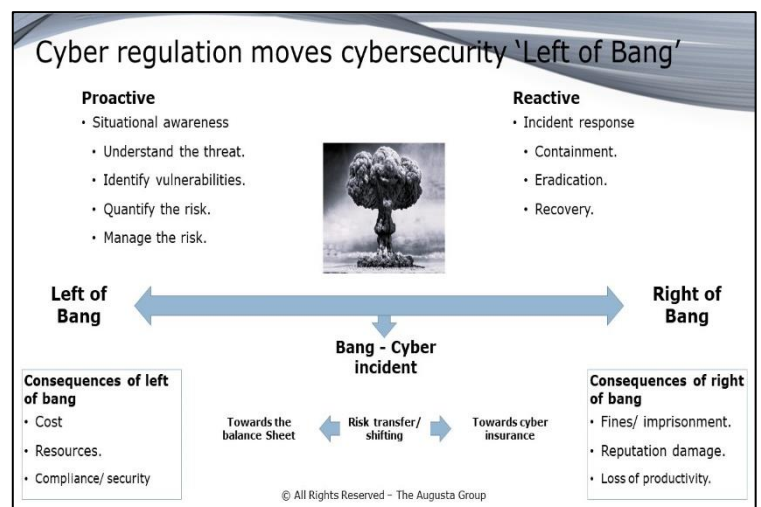 Cyber regulation moves cybersecurity ‘Left of Bang’
Proactive
• Situational awareness
• Understand the threat.
• Identify vulnerabilities.
• Quantify the risk.
• Manage the risk.
Reactive
• Incident response
• Containment.
• Eradication.
• Recovery.
Left of
Bang
Right of
Bang
Bang - Cyber
incident
Consequences of left
of bang
• Cost
• Resources.
• Compliance/ security
Towards the
balance Sheet
Risk transfer/
shifting
Towards cyber
insurance
Consequences of right
of bang
• Fines/ imprisonment.
• Reputation damage.
• Loss of productivity.
© All Rights Reserved – The Augusta Group